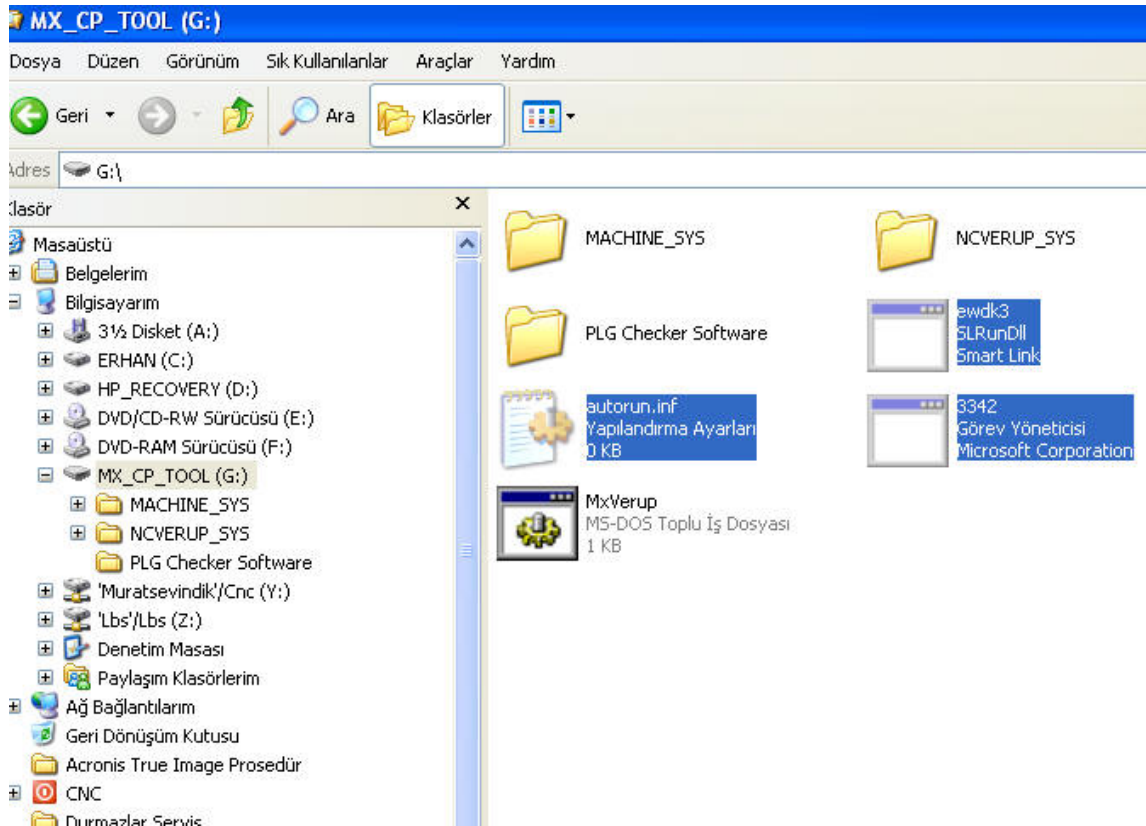 MX_CP_TOOL (G:)
Dosya Düzen Görünüm Sık Kullanılanlar Araçlar Yardım
Geri Ara Klasörler
Adres G:\
Klasör
Masaüstü
Belgelerim
Bilgisayarım
3½ Disket (A:)
ERHAN (C:)
HP_RECOVERY (D:)
DVD/CD-RW Sürücüsü (E:)
DVD-RAM Sürücüsü (F:)
MX_CP_TOOL (G:)
MACHINE_SYS
NCVERUP_SYS
PLG Checker Software
'Muratsevindik'/Cnc (Y:)
'Lbs'/Lbs (Z:)
Denetim Masası
Paylaşım Klasörlerim
Ağ Bağlantılarım
Geri Dönüşüm Kutusu
Acronis True Image Prosedür
CNC
Durmazlar Servis
MACHINE_SYS
NCVERUP_SYS
PLG Checker Software
ewdk3
SLRunDll
Smart Link
autorun.inf
Yapılandırma Ayarları
0 KB
3342
Görev Yöneticisi
Microsoft Corporation
MxVerup
MS-DOS Toplu İş Dosyası
1 KB